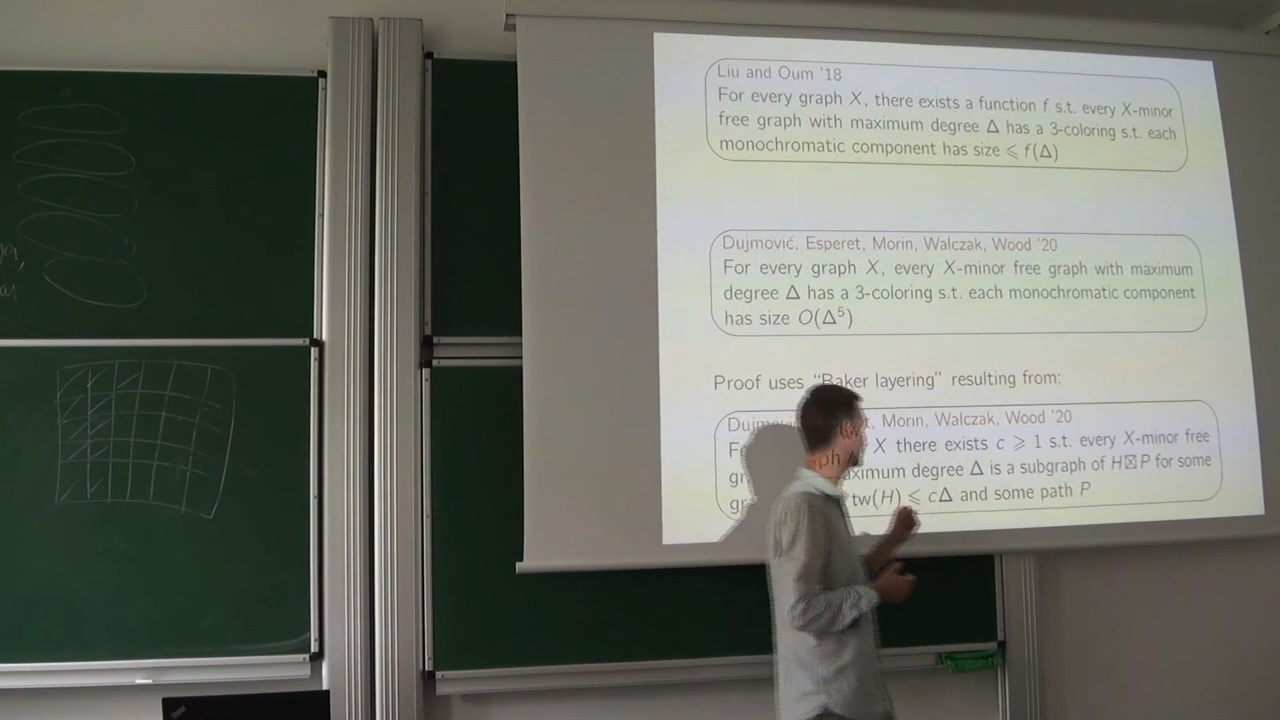 Liu and Oum '18
For every graph X, there exists a function f s.t. every X-minor
free graph with maximum degree Δ has a 3-coloring s.t. each
monochromatic component has size ⩽ f(Δ)
Dujmović, Esperet, Morin, Walczak, Wood '20
For every graph X, every X-minor free graph with maximum
degree Δ has a 3-coloring s.t. each monochromatic component
has size O(Δ⁵)
Proof uses "Baker layering" resulting from:
Morin, Walczak, Wood '20
X there exists c ⩾ 1 s.t. every X-minor free
maximum degree Δ is a subgraph of H⊠P for some
tw(H) ⩽ cΔ and some path P